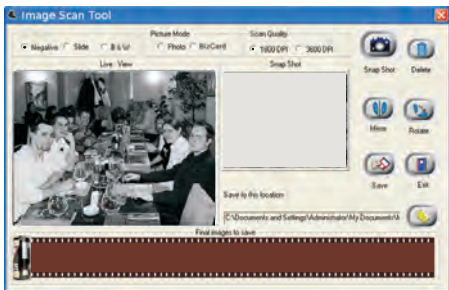 Image Scan Tool
Picture Mode
Scan Quality
Negative Slide B & W
Photo BizCard
1800 DPI 3600 DPI
Live View
Snap Shot
Snap Shot Delete
Mirror Rotate
Save Exit
Save to this location
C:\Documents and Settings\Administrator\My Documents\
Final images to save